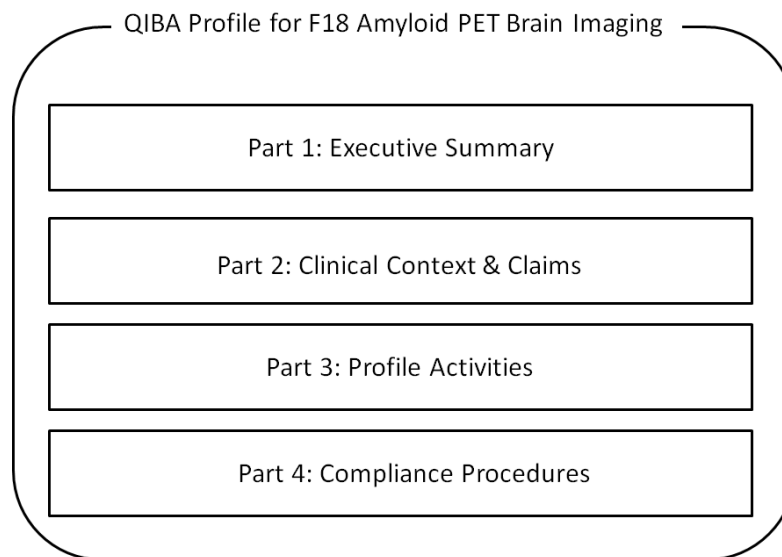 QIBA Profile for F18 Amyloid PET Brain Imaging
Part 1: Executive Summary
Part 2: Clinical Context & Claims
Part 3: Profile Activities
Part 4: Compliance Procedures